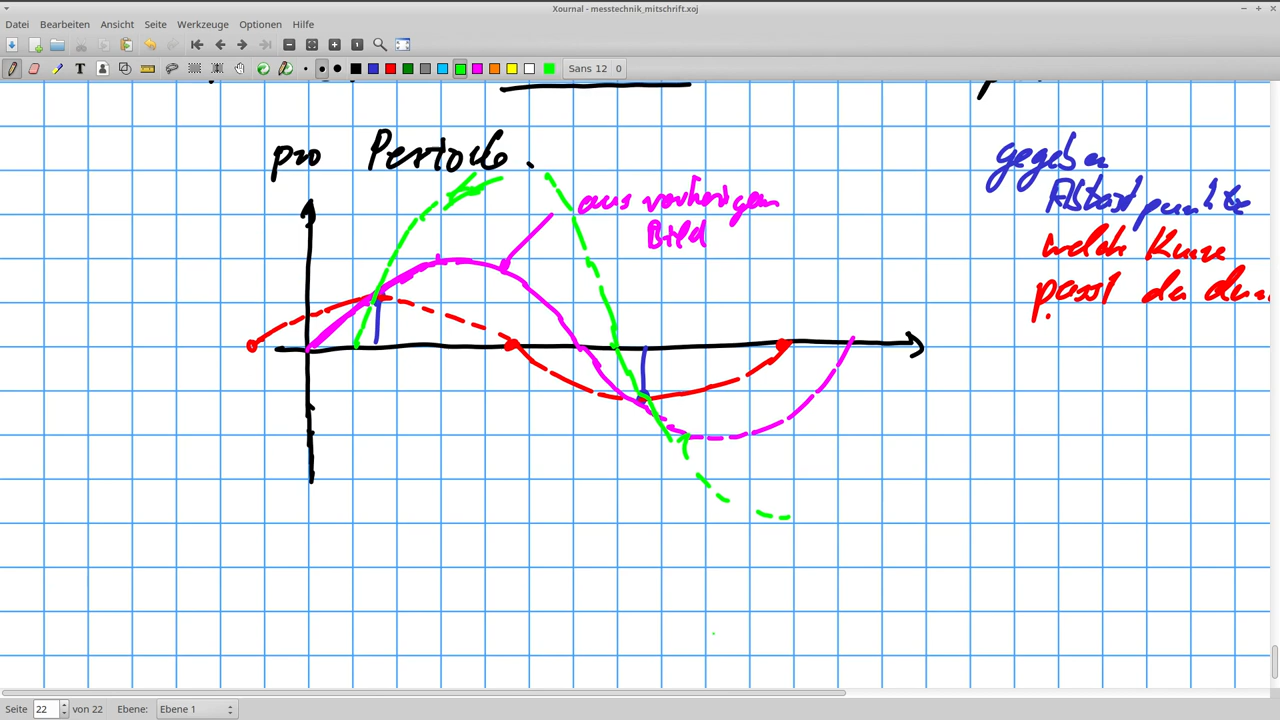 Xournal - messtechnik_mitschrift.xoj
Datei Bearbeiten Ansicht Seite Werkzeuge Optionen Hilfe
Sans 12 0
pro Periode.
aus vorherigem
Bild
gegeben
Abtastpunkte
welche Kurve
passt da
Seite 22 von 22 Ebene: Ebene 1